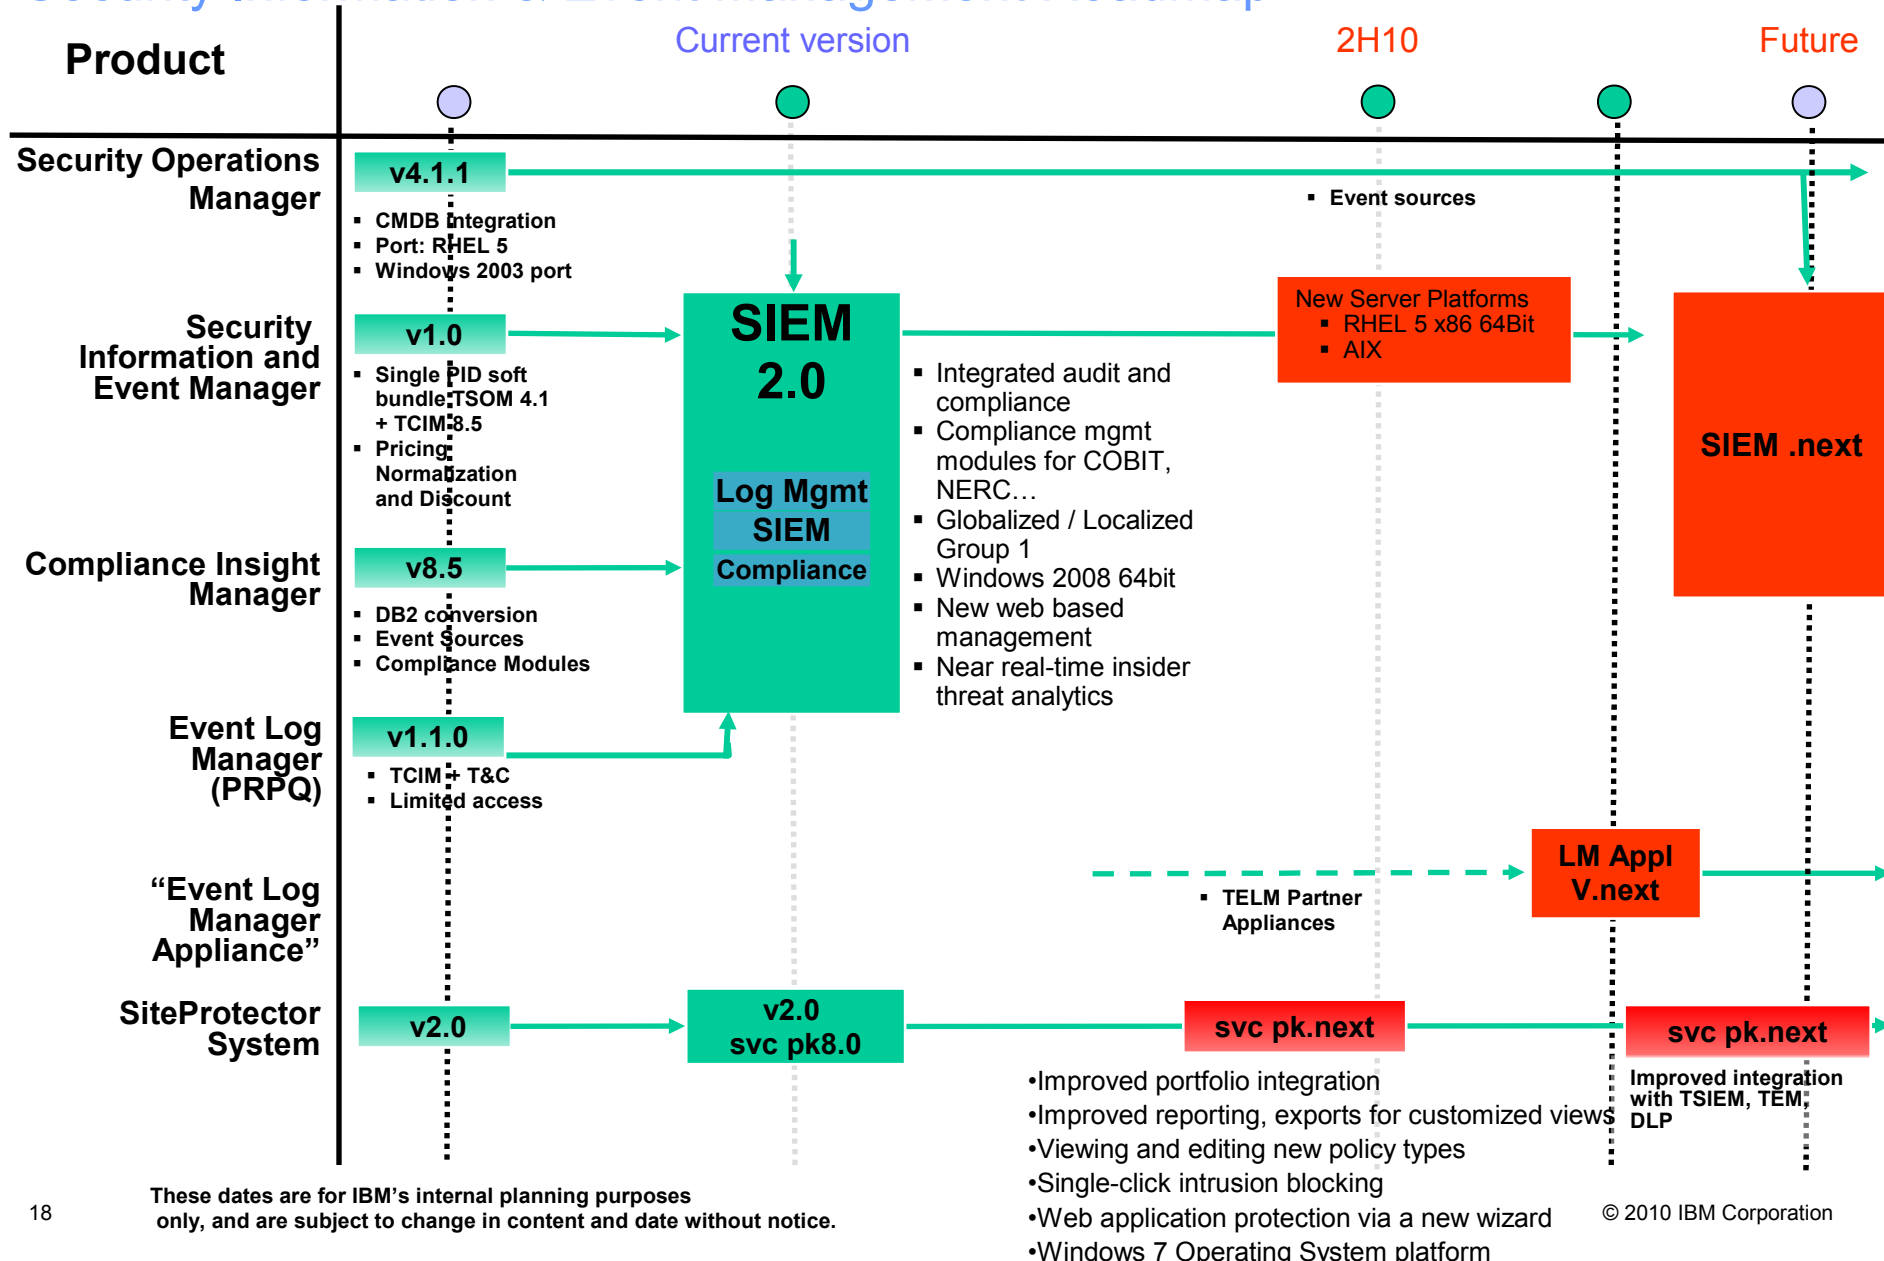 Security Information & Event Management Roadmap
Product
Current version
2H10
Future
Security Operations
Manager
v4.1.1
▪ CMDB Integration
▪ Port: RHEL 5
▪ Windows 2003 port
▪ Event sources
Security
Information and
Event Manager
v1.0
▪ Single PID soft
bundle TSOM 4.1
+ TCIM 8.5
▪ Pricing
Normalization
and Discount
SIEM
2.0
Log Mgmt
SIEM
Compliance
▪ Integrated audit and
compliance
▪ Compliance mgmt
modules for COBIT,
NERC…
▪ Globalized / Localized
Group 1
▪ Windows 2008 64bit
▪ New web based
management
▪ Near real-time insider
threat analytics
New Server Platforms
▪ RHEL 5 x86 64Bit
▪ AIX
SIEM .next
Compliance Insight
Manager
v8.5
▪ DB2 conversion
▪ Event Sources
▪ Compliance Modules
Event Log
Manager
(PRPQ)
v1.1.0
▪ TCIM + T&C
▪ Limited access
“Event Log
Manager
Appliance”
▪ TELM Partner
Appliances
LM Appl
V.next
SiteProtector
System
v2.0
v2.0
svc pk8.0
svc pk.next
svc pk.next
•Improved portfolio integration
•Improved reporting, exports for customized views
•Viewing and editing new policy types
•Single-click intrusion blocking
•Web application protection via a new wizard
•Windows 7 Operating System platform
Improved integration
with TSIEM, TEM,
DLP
18
These dates are for IBM’s internal planning purposes
only, and are subject to change in content and date without notice.
© 2010 IBM Corporation